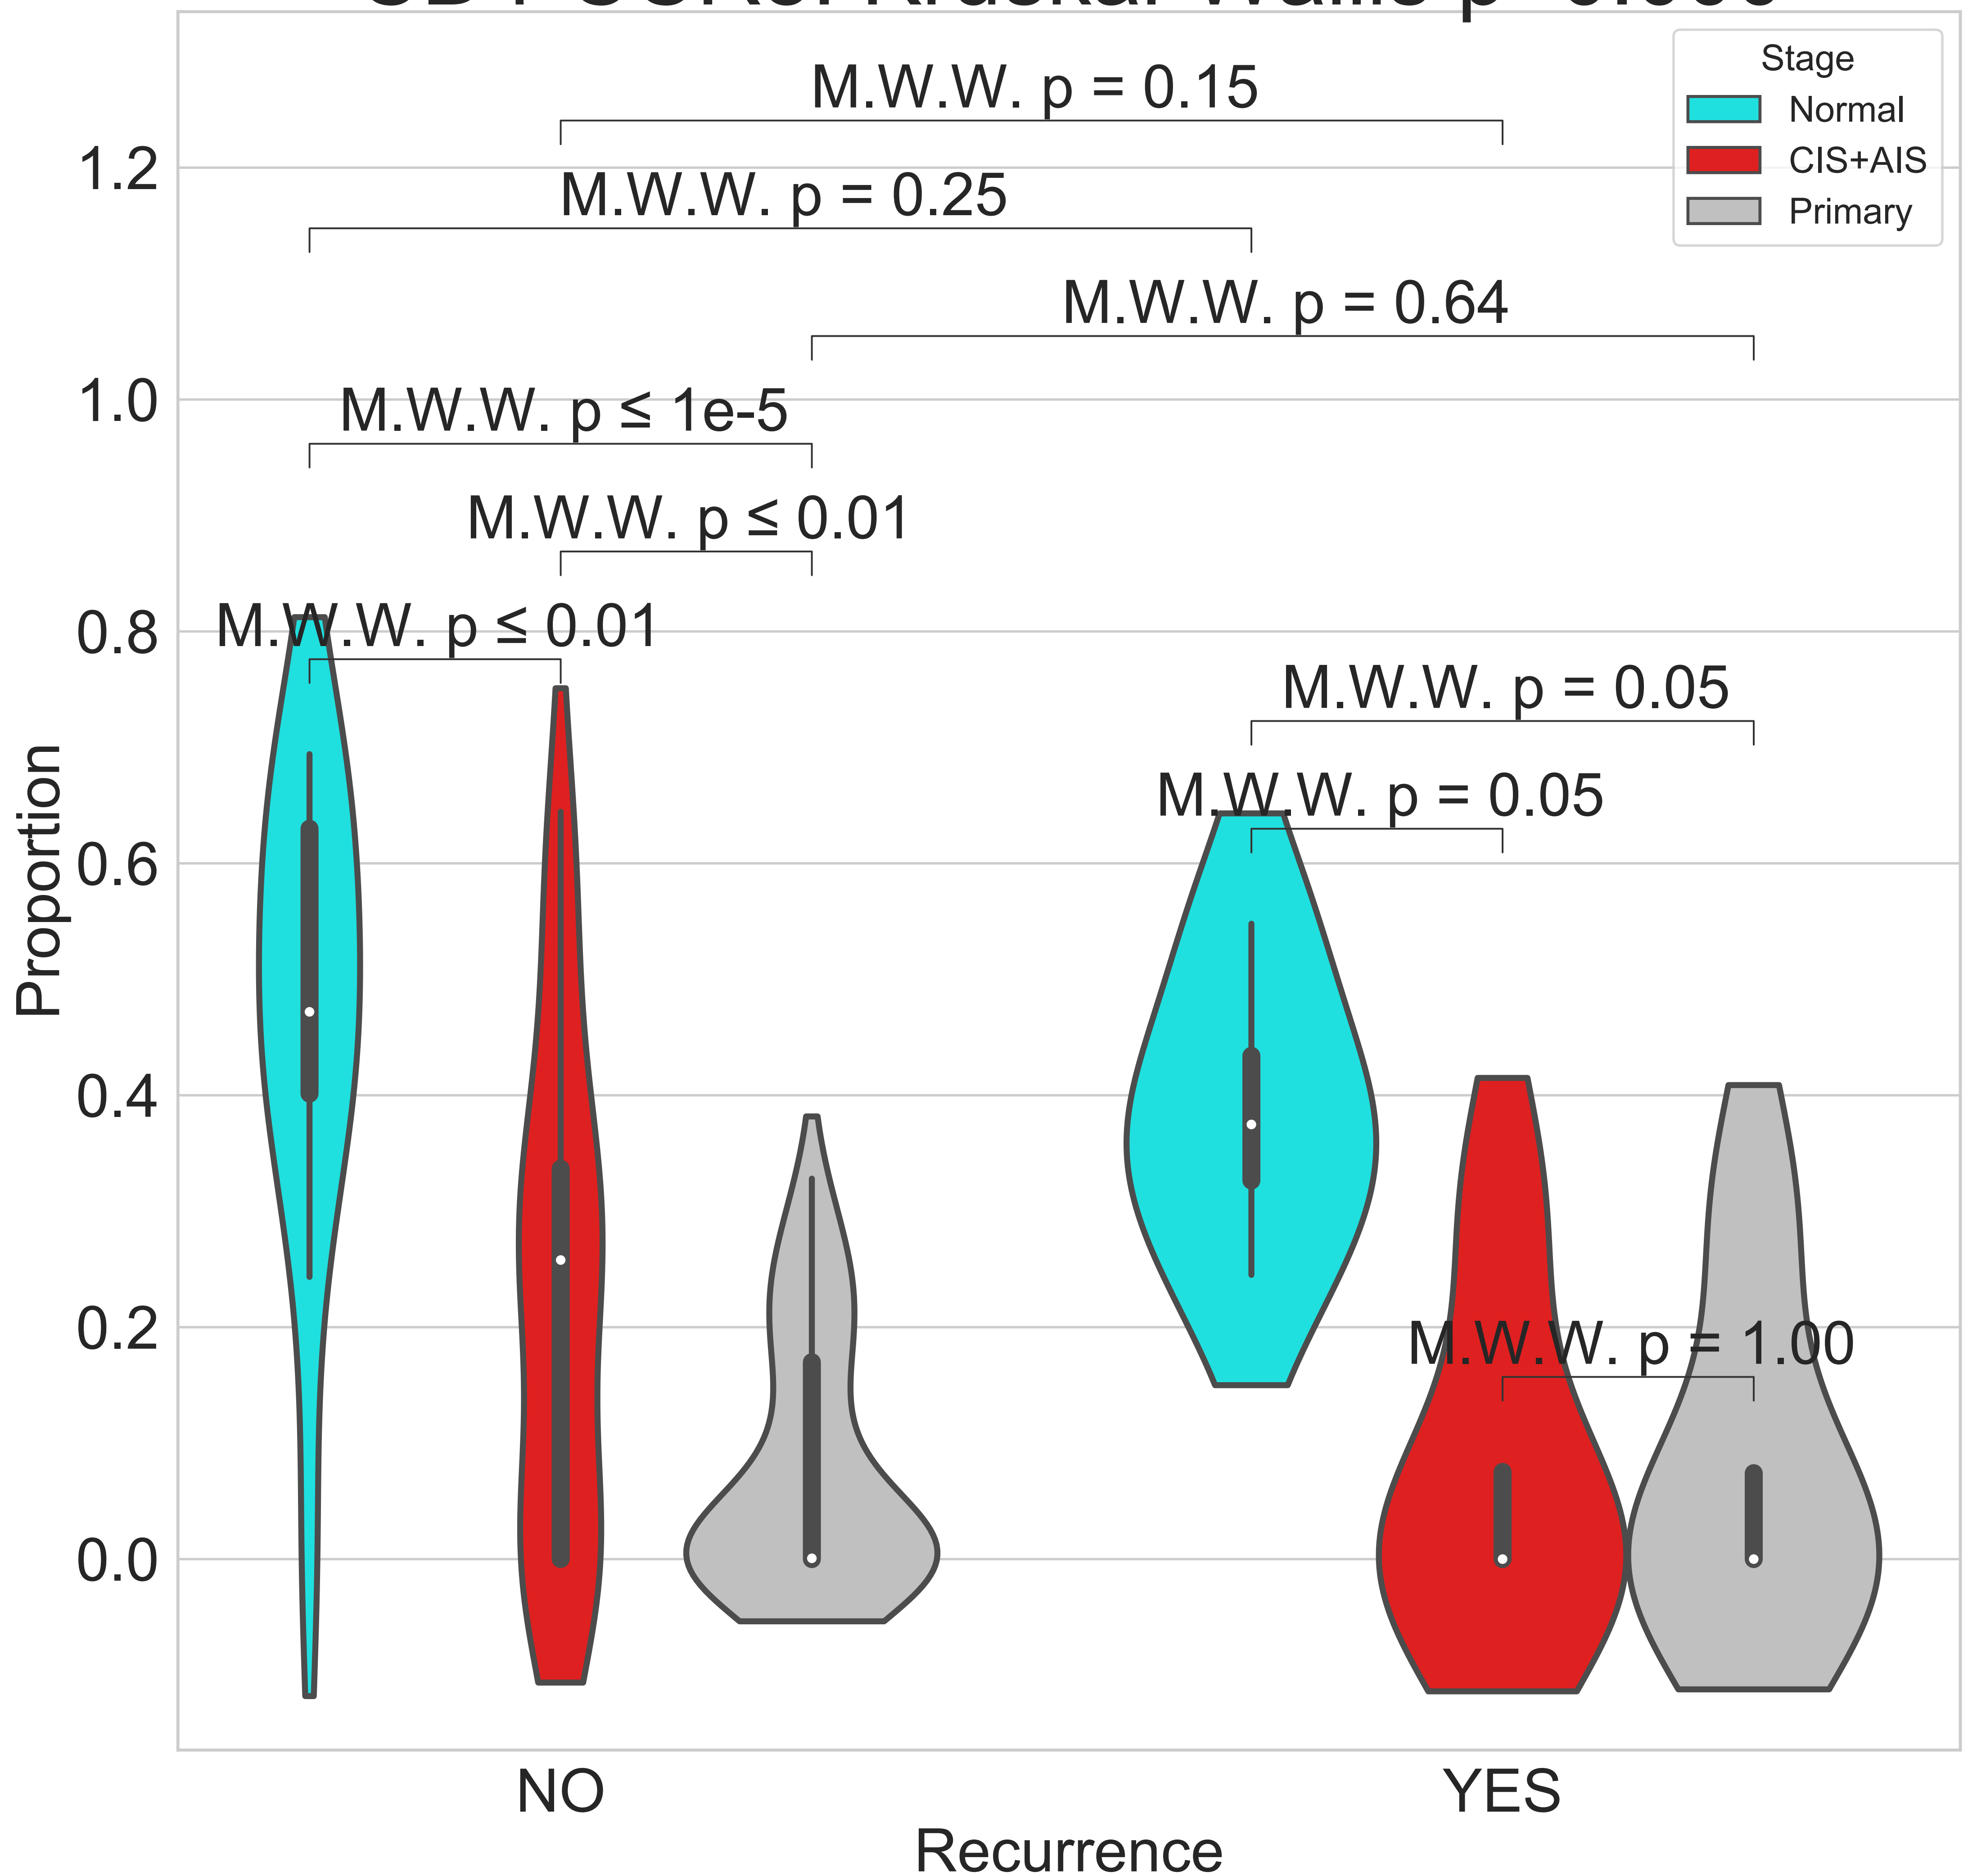 Stage
Normal
CIS+AIS
Primary
M.W.W. p = 0.15
M.W.W. p = 0.25
M.W.W. p = 0.64
M.W.W. p ≤ 1e-5
M.W.W. p ≤ 0.01
M.W.W. p ≤ 0.01
M.W.W. p = 0.05
M.W.W. p = 0.05
M.W.W. p = 1.00
1.2
1.0
0.8
0.6
0.4
0.2
0.0
Proportion
NO YES
Recurrence